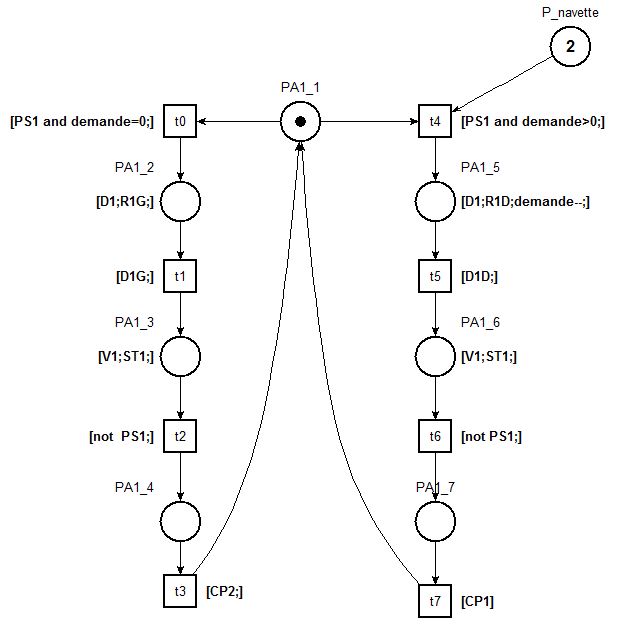 P_navette
2
PA1_1
[PS1 and demande=0;]
t0
t4
[PS1 and demande>0;]
PA1_2
PA1_5
[D1;R1G;]
[D1;R1D;demande--;]
[D1G;]
t1
t5
[D1D;]
PA1_3
PA1_6
[V1;ST1;]
[V1;ST1;]
[not  PS1;]
t2
t6
[not PS1;]
PA1_4
PA1_7
t3
[CP2;]
t7
[CP1]